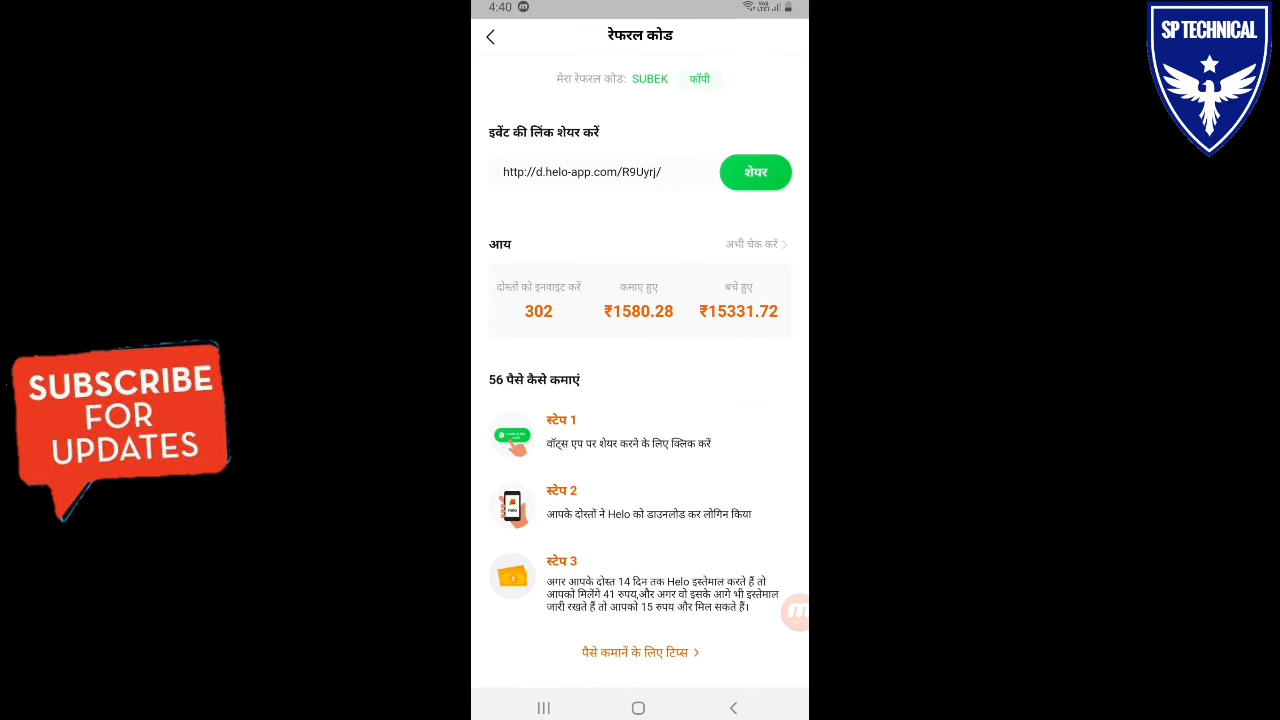 4:40
रेफरल कोड
मेरा रेफरल कोड: SUBEK कॉपी
इवेंट की लिंक शेयर करें
http://d.helo-app.com/R9Uyrj/ शेयर
आय अभी चेक करें
दोस्तों को इनवाइट करें कमाए हुए बचे हुए
302 ₹1580.28 ₹15331.72
56 पैसे कैसे कमाएं
स्टेप 1
वॉट्स एप पर शेयर करने के लिए क्लिक करें
स्टेप 2
आपके दोस्तों ने Helo को डाउनलोड कर लोगिन किया
स्टेप 3
अगर आपके दोस्त 14 दिन तक Helo इस्तेमाल करते हैं तो
आपको मिलेंगे 41 रुपय,और अगर वो इसके आगे भी इस्तेमाल
जारी रखते हैं तो आपको 15 रुपय और मिल सकते हैं।
पैसे कमानें के लिए टिप्स
SUBSCRIBE
FOR
UPDATES
SP TECHNICAL